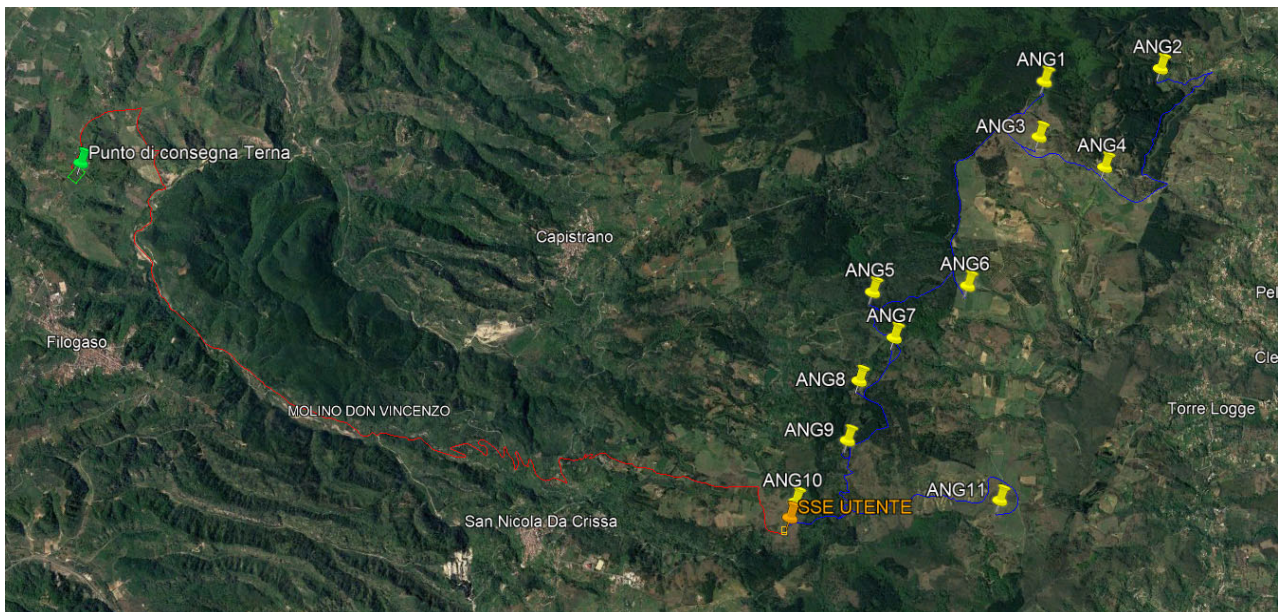 ANG2
ANG1
ANG3
Punto di consegna Terna
ANG4
Capistrano
ANG5
ANG6
Pel
ANG7
Filogaso
Cle
ANG8
MOLINO DON VINCENZO
Torre Logge
ANG9
ANG10
ANG11
SSE UTENTE
San Nicola Da Crissa